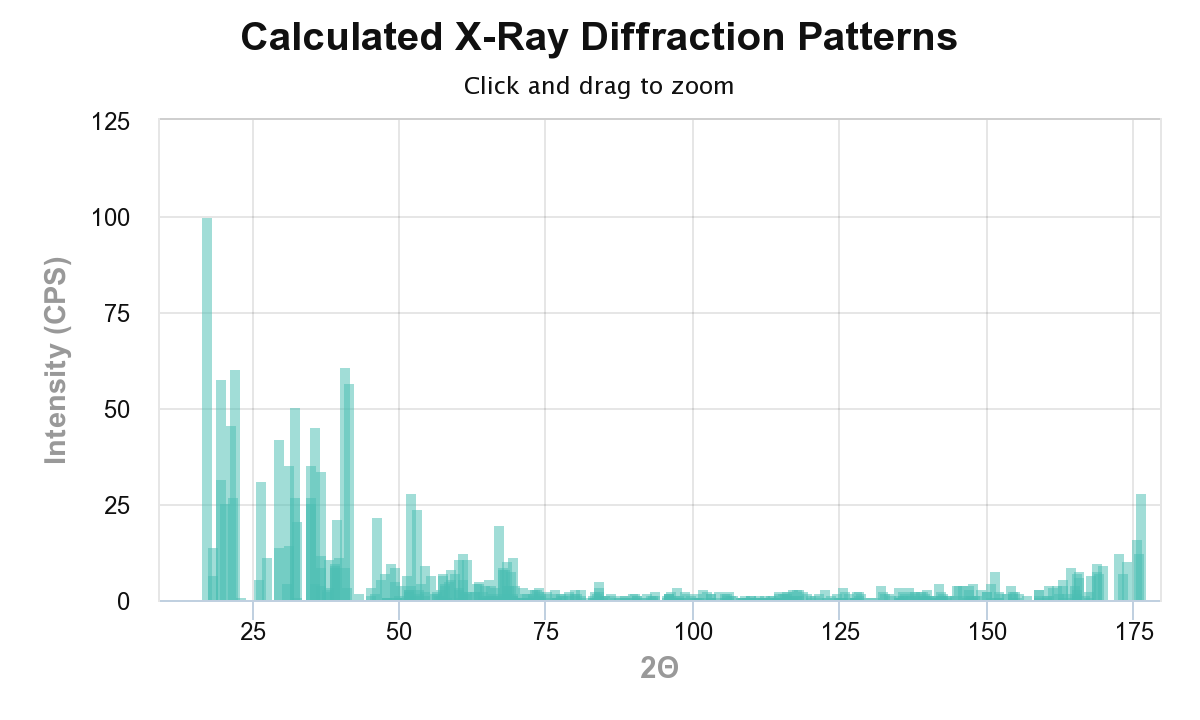 Calculated X-Ray Diffraction Patterns
Click and drag to zoom
Intensity (CPS)
125
100
75
50
25
0
25 50 75 100 125 150 175
2Θ